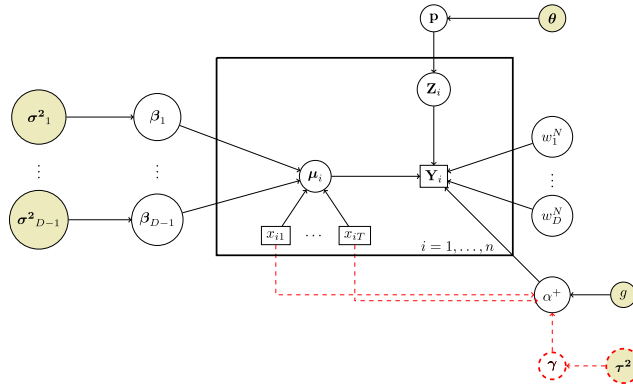 p θ
Z_i
σ²_1 β_1 w_1^N
⋮ ⋮ μ_i Y_i ⋮
σ²_{D−1} β_{D−1} w_D^N
x_{i1} … x_{iT}
i = 1, …, n
α⁺ g
γ τ²